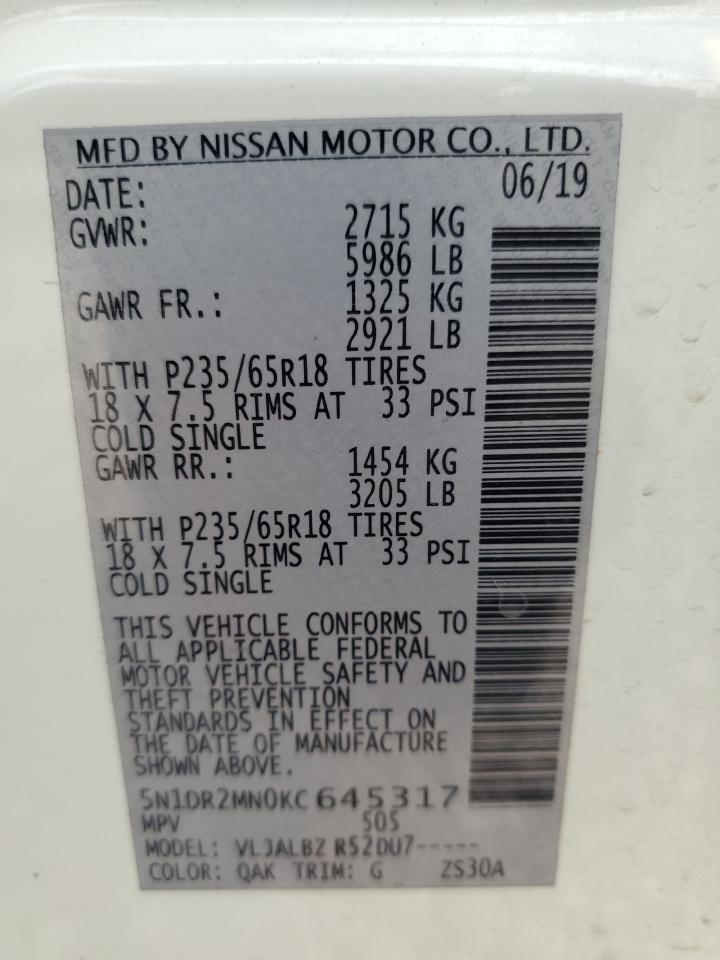 MFD BY NISSAN MOTOR CO., LTD.
DATE: 06/19
GVWR: 2715 KG
5986 LB
GAWR FR.: 1325 KG
2921 LB
WITH P235/65R18 TIRES
18 X 7.5 RIMS AT 33 PSI
COLD SINGLE
GAWR RR.: 1454 KG
3205 LB
WITH P235/65R18 TIRES
18 X 7.5 RIMS AT 33 PSI
COLD SINGLE
THIS VEHICLE CONFORMS TO
ALL APPLICABLE FEDERAL
MOTOR VEHICLE SAFETY AND
THEFT PREVENTION
STANDARDS IN EFFECT ON
THE DATE OF MANUFACTURE
SHOWN ABOVE.
5N1DR2MN0KC645317
MPV 505
MODEL: VLJALBZ R52DU7-----
COLOR: QAK TRIM: G ZS30A